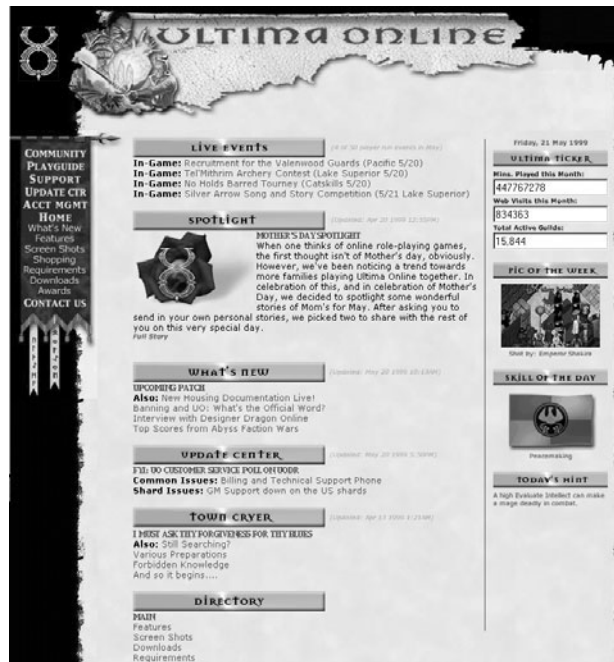 ULTIMA ONLINE
COMMUNITY
PLAYGUIDE
SUPPORT
UPDATE CTR
ACCT MGMT
HOME
What's New
Features
Screen Shots
Shopping
Requirements
Downloads
Awards
CONTACT US
LIVE EVENTS
In-Game: Recruitment for the Valenwood Guards (Pacific 5/20)
In-Game: Tel'Mithrim Archery Contest (Lake Superior 5/20)
In-Game: No Holds Barred Tourney (Catskills 5/20)
In-Game: Silver Arrow Song and Story Competition (5/21 Lake Superior)
SPOTLIGHT
MOTHER'S DAY SPOTLIGHT
When one thinks of online role-playing games,
the first thought isn't of Mother's day, obviously.
However, we've been noticing a trend towards
more families playing Ultima Online together. In
celebration of this, and in celebration of Mother's
Day, we decided to spotlight some wonderful
stories of Mom's for May. After asking you to
send in your own personal stories, we picked two to share with the rest of
you on this very special day.
Full Story
WHAT'S NEW
UPCOMING PATCH
Also: New Housing Documentation Live!
Banning and UO: What's the Official Word?
Interview with Designer Dragon Online
Top Scores from Abyss Faction Wars
UPDATE CENTER
FYI: UO CUSTOMER SERVICE POLL ON UODR
Common Issues: Billing and Technical Support Phone
Shard Issues: GM Support down on the US shards
TOWN CRYER
I MUST ASK THY FORGIVENESS FOR THY BLUES
Also: Still Searching?
Various Preparations
Forbidden Knowledge
And so it begins....
DIRECTORY
MAIN
Features
Screen Shots
Downloads
Requirements
Friday, 21 May 1999
ULTIMA TICKER
Mins. Played this Month:
447767278
Web Visits this Month:
834363
Total Active Guilds:
15,844
PIC OF THE WEEK
Shot by: Emperor Shakira
SKILL OF THE DAY
Peacemaking
TODAY'S HINT
A high Evaluate Intellect can make
a mage deadly in combat.